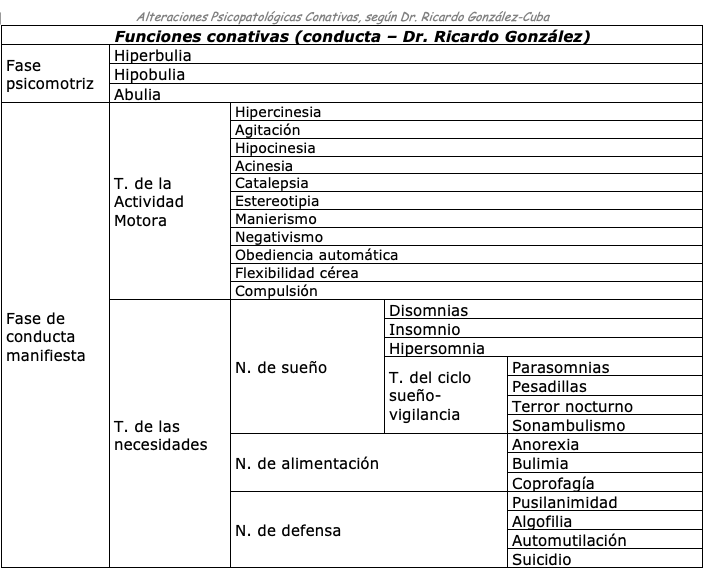 Alteraciones Psicopatológicas Conativas, según Dr. Ricardo González-Cuba
Funciones conativas (conducta – Dr. Ricardo González)
Fase
psicomotriz
Hiperbulia
Hipobulia
Abulia
Fase de
conducta
manifiesta
T. de la
Actividad
Motora
Hipercinesia
Agitación
Hipocinesia
Acinesia
Catalepsia
Estereotipia
Manierismo
Negativismo
Obediencia automática
Flexibilidad cérea
Compulsión
T. de las
necesidades
N. de sueño
Disomnias
Insomnio
Hipersomnia
T. del ciclo
sueño-
vigilancia
Parasomnias
Pesadillas
Terror nocturno
Sonambulismo
N. de alimentación
Anorexia
Bulimia
Coprofagía
N. de defensa
Pusilanimidad
Algofilia
Automutilación
Suicidio